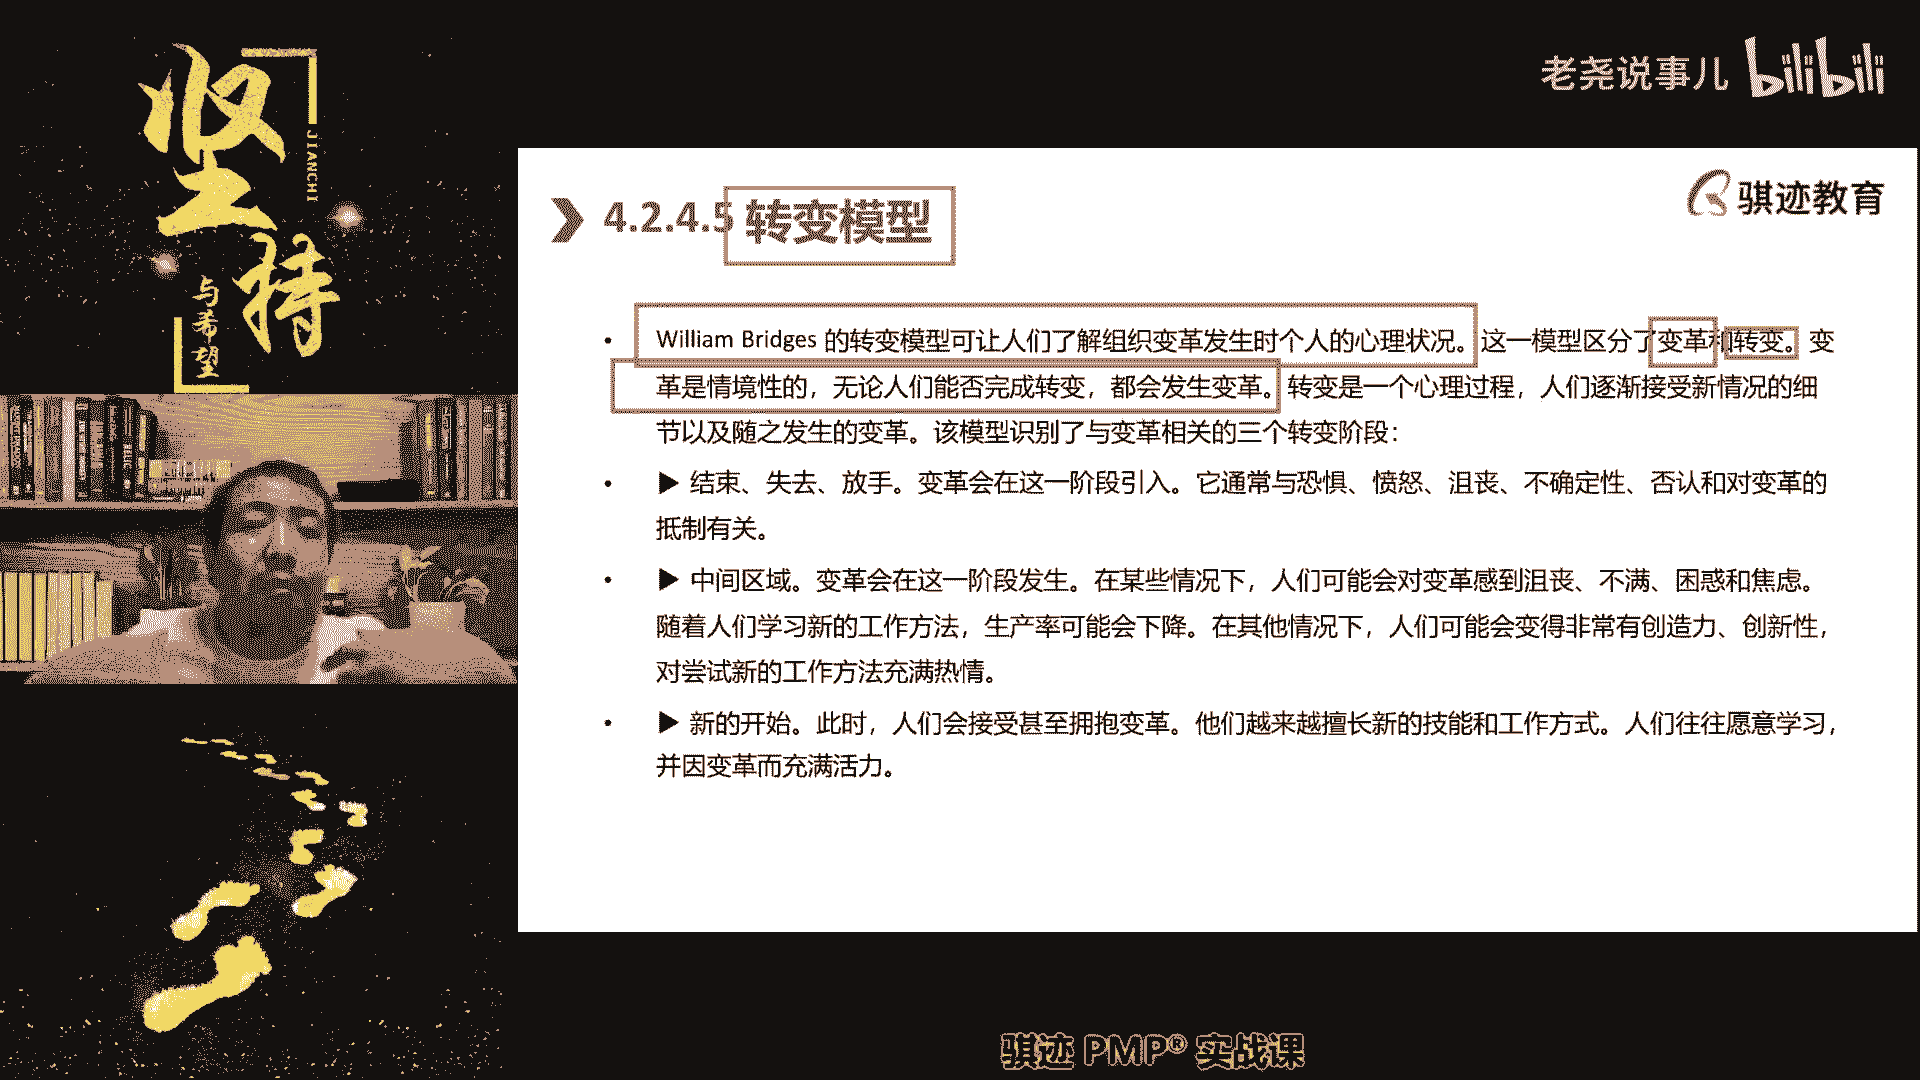 坚持
JIANCHI
与希望
老尧说事儿 bilibili
骐迹教育
4.2.4.5 转变模型
• William Bridges 的转变模型可让人们了解组织变革发生时个人的心理状况。这一模型区分了变革和转变。变
革是情境性的，无论人们能否完成转变，都会发生变革。转变是一个心理过程，人们逐渐接受新情况的细
节以及随之发生的变革。该模型识别了与变革相关的三个转变阶段：
• ▶ 结束、失去、放手。变革会在这一阶段引入。它通常与恐惧、愤怒、沮丧、不确定性、否认和对变革的
抵制有关。
• ▶ 中间区域。变革会在这一阶段发生。在某些情况下，人们可能会对变革感到沮丧、不满、困惑和焦虑。
随着人们学习新的工作方法，生产率可能会下降。在其他情况下，人们可能会变得非常有创造力、创新性，
对尝试新的工作方法充满热情。
• ▶ 新的开始。此时，人们会接受甚至拥抱变革。他们越来越擅长新的技能和工作方式。人们往往愿意学习，
并因变革而充满活力。
骐迹 PMP® 实战课